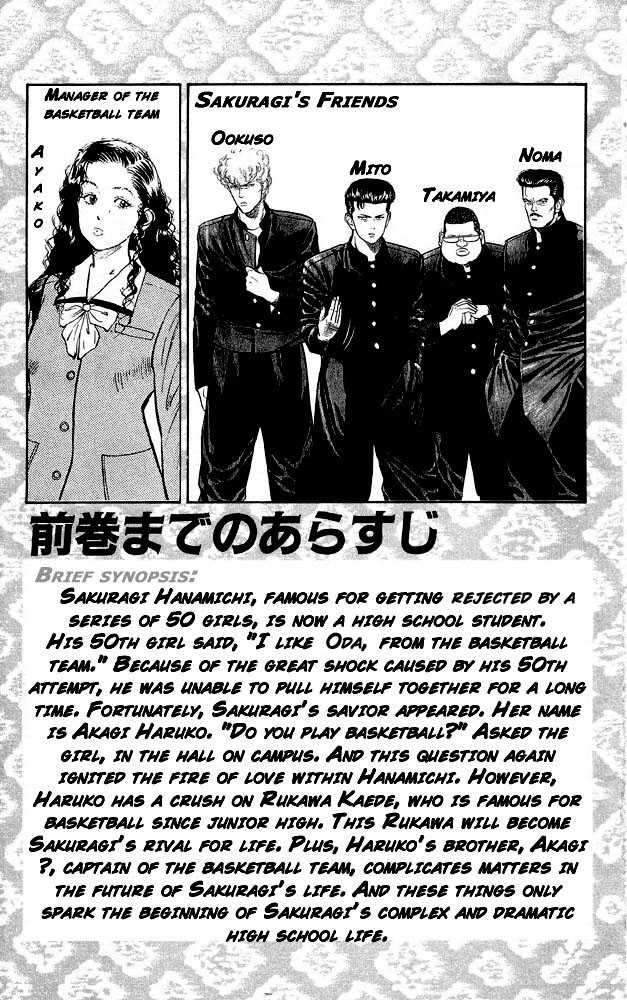 MANAGER OF THE
BASKETBALL TEAM
AYAKO
SAKURAGI'S FRIENDS
OOKUSO
MITO
TAKAMIYA
NOMA
前巻までのあらすじ
BRIEF SYNOPSIS:
SAKURAGI HANAMICHI, FAMOUS FOR GETTING REJECTED BY A
SERIES OF 50 GIRLS, IS NOW A HIGH SCHOOL STUDENT.
HIS 50TH GIRL SAID, "I LIKE ODA, FROM THE BASKETBALL
TEAM." BECAUSE OF THE GREAT SHOCK CAUSED BY HIS 50TH
ATTEMPT, HE WAS UNABLE TO PULL HIMSELF TOGETHER FOR A LONG
TIME. FORTUNATELY, SAKURAGI'S SAVIOR APPEARED. HER NAME
IS AKAGI HARUKO. "DO YOU PLAY BASKETBALL?" ASKED THE
GIRL, IN THE HALL ON CAMPUS. AND THIS QUESTION AGAIN
IGNITED THE FIRE OF LOVE WITHIN HANAMICHI. HOWEVER,
HARUKO HAS A CRUSH ON RUKAWA KAEDE, WHO IS FAMOUS FOR
BASKETBALL SINCE JUNIOR HIGH. THIS RUKAWA WILL BECOME
SAKURAGI'S RIVAL FOR LIFE. PLUS, HARUKO'S BROTHER, AKAGI
?, CAPTAIN OF THE BASKETBALL TEAM, COMPLICATES MATTERS IN
THE FUTURE OF SAKURAGI'S LIFE. AND THESE THINGS ONLY
SPARK THE BEGINNING OF SAKURAGI'S COMPLEX AND DRAMATIC
HIGH SCHOOL LIFE.